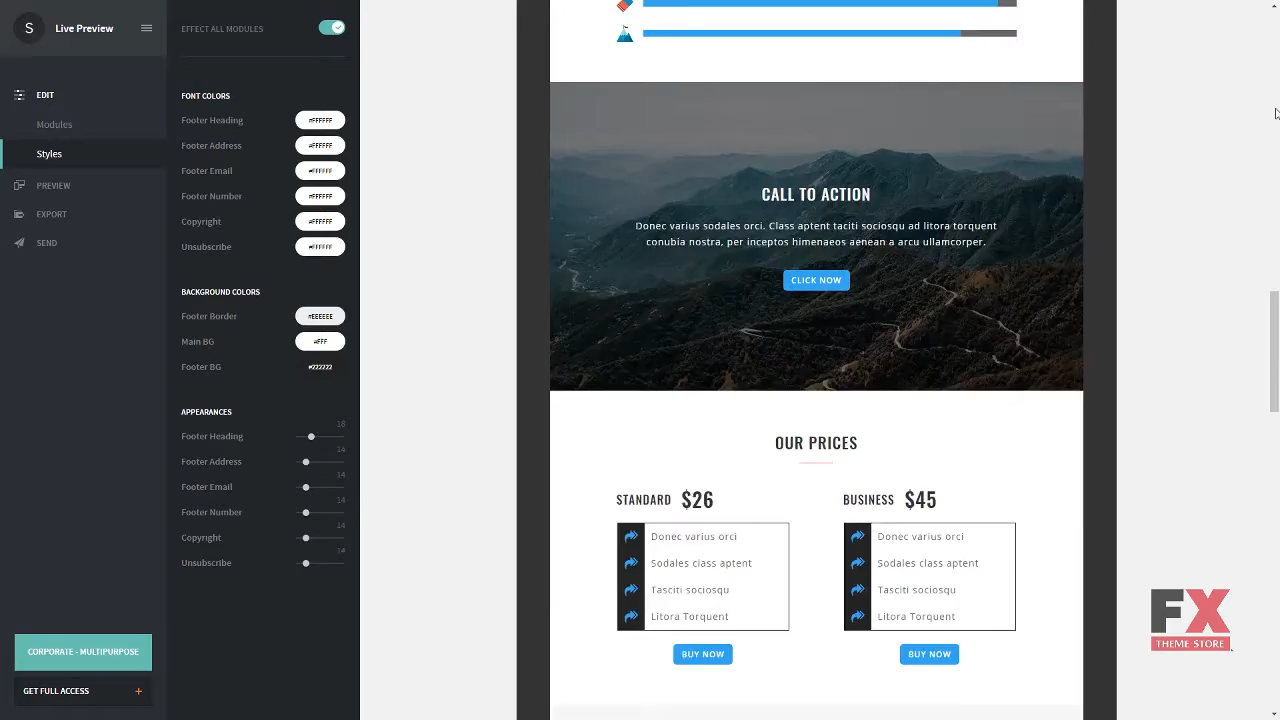 S
Live Preview
EDIT
Modules
Styles
PREVIEW
EXPORT
SEND
CORPORATE - MULTIPURPOSE
GET FULL ACCESS +
EFFECT ALL MODULES
FONT COLORS
Footer Heading #FFFFFF
Footer Address #FFFFFF
Footer Email #FFFFFF
Footer Number #FFFFFF
Copyright #FFFFFF
Unsubscribe #FFFFFF
BACKGROUND COLORS
Footer Border #EEEEEE
Main BG #FFF
Footer BG #222222
APPEARANCES
18
Footer Heading
14
Footer Address
14
Footer Email
14
Footer Number
14
Copyright
14
Unsubscribe
CALL TO ACTION
Donec varius sodales orci. Class aptent taciti sociosqu ad litora torquent
conubia nostra, per inceptos himenaeos aenean a arcu ullamcorper.
CLICK NOW
OUR PRICES
STANDARD $26
Donec varius orci
Sodales class aptent
Tasciti sociosqu
Litora Torquent
BUY NOW
BUSINESS $45
Donec varius orci
Sodales class aptent
Tasciti sociosqu
Litora Torquent
BUY NOW
FX
THEME STORE